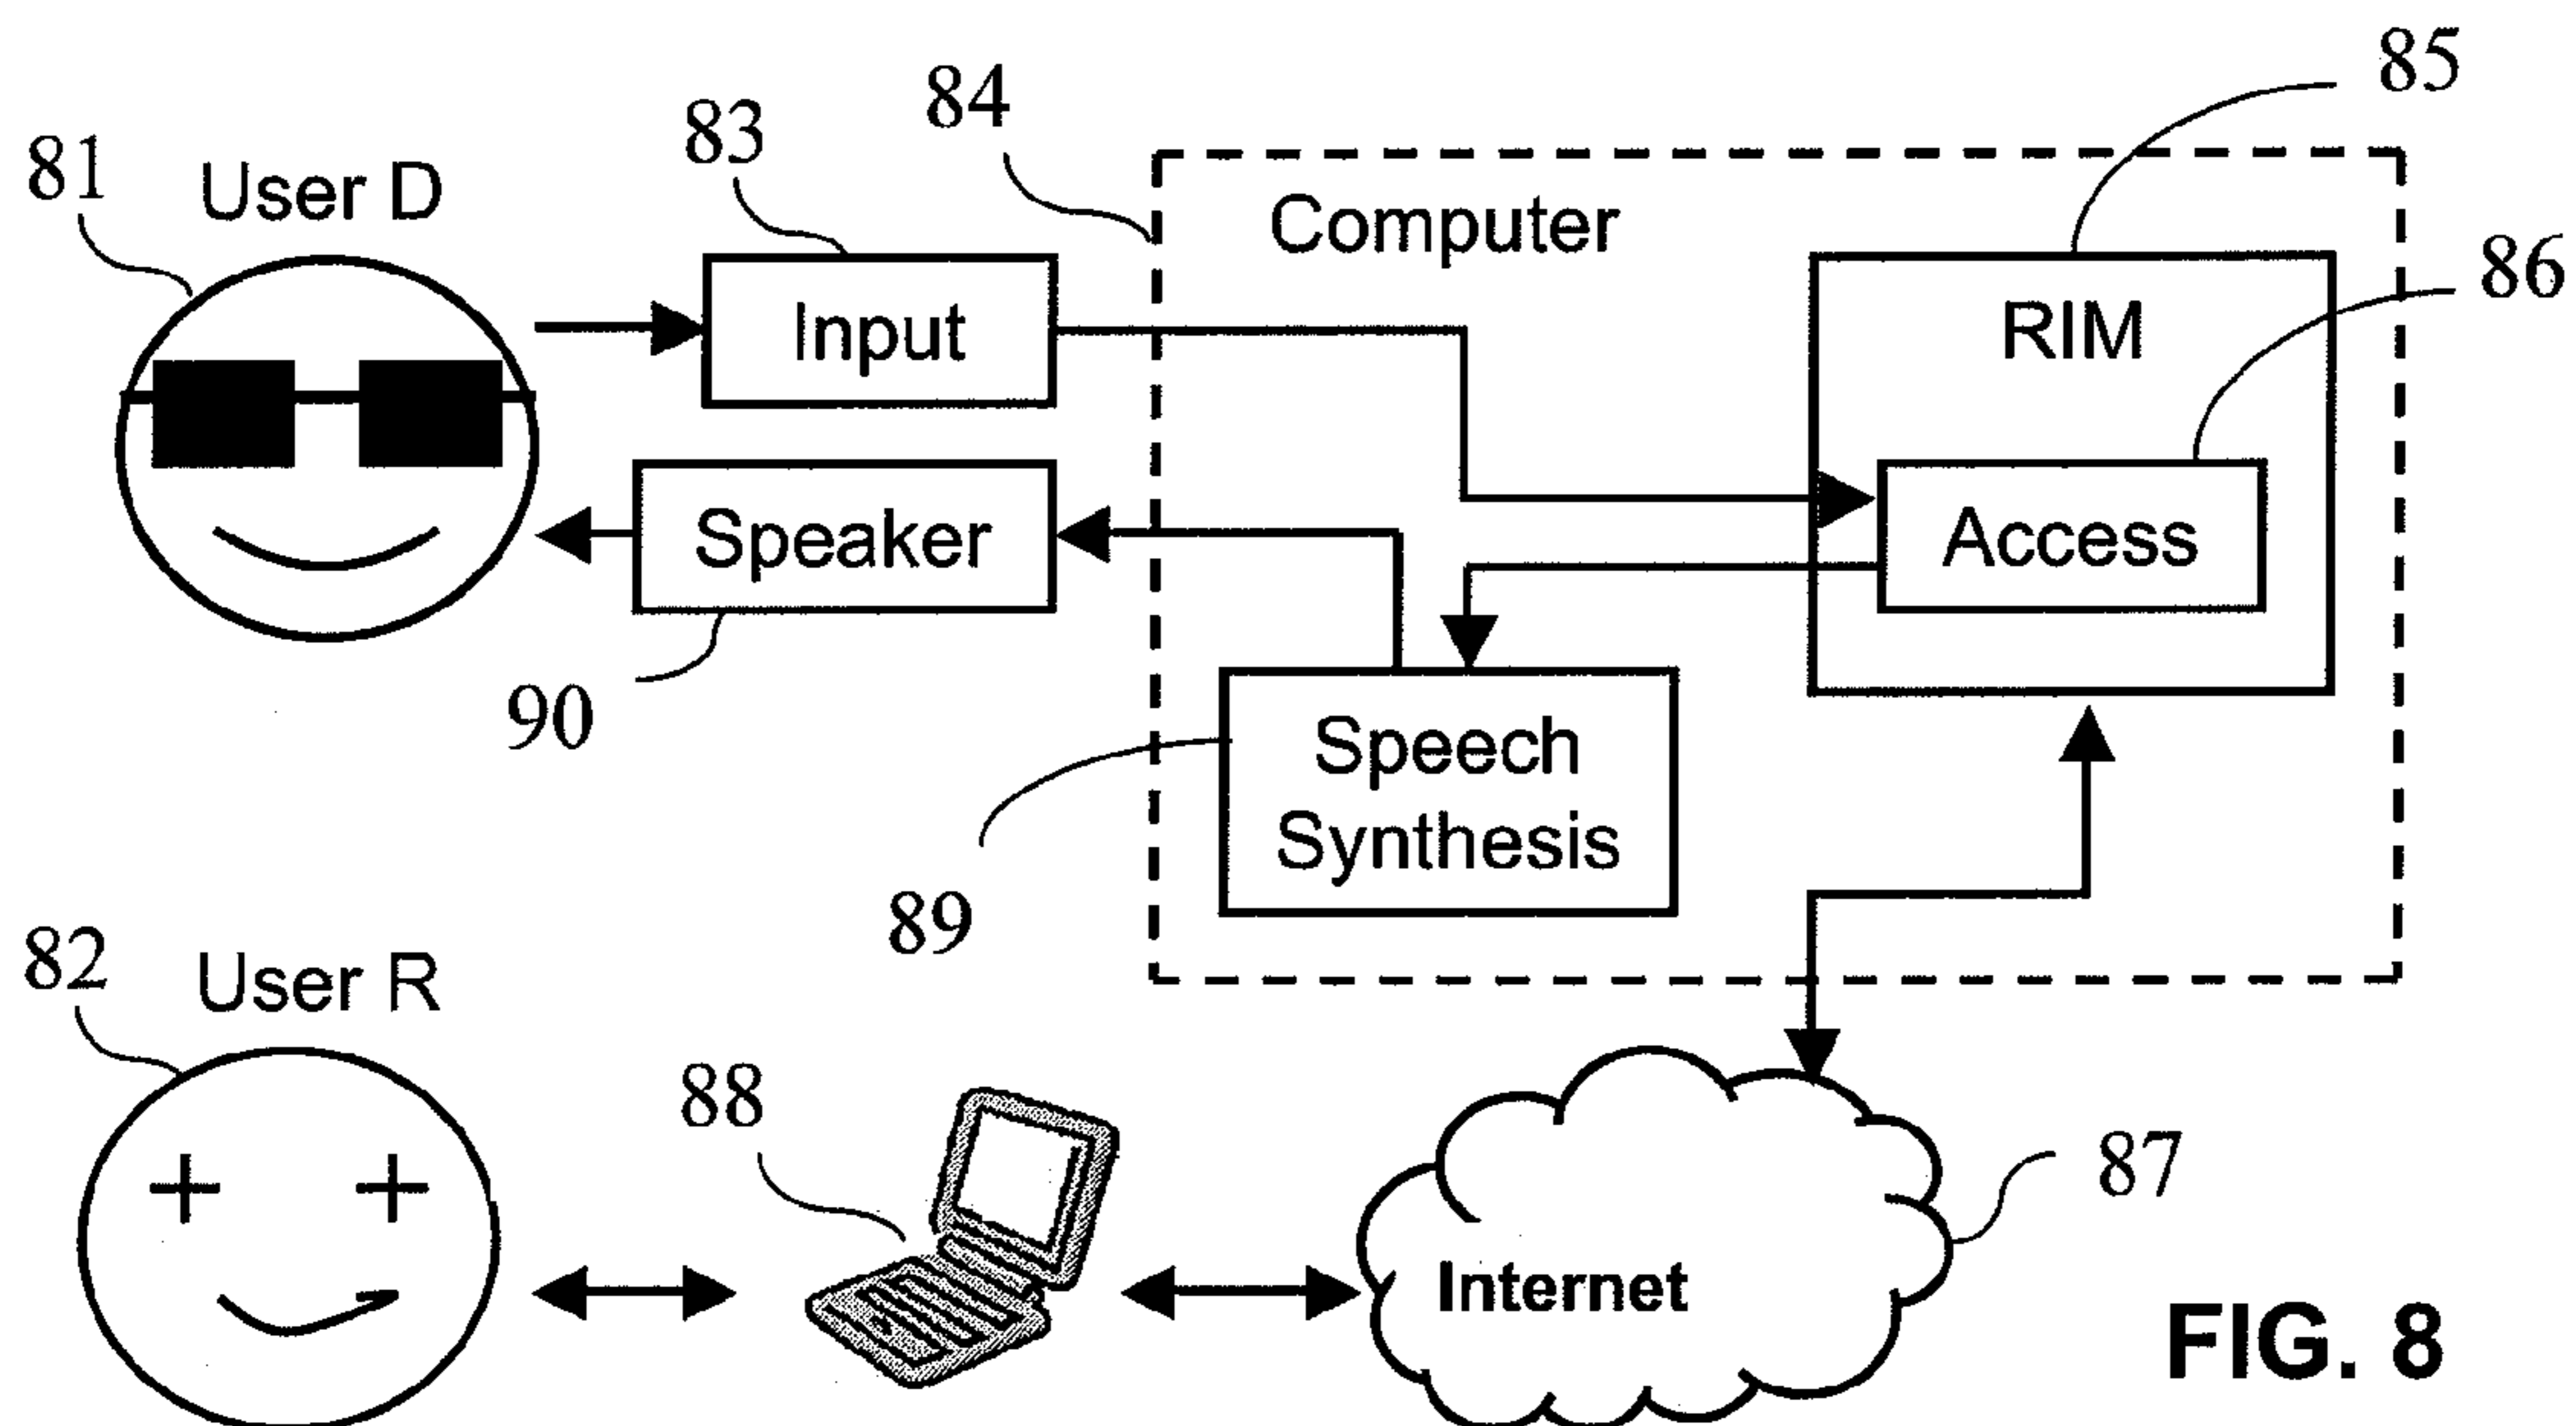 85
84
83
81
User D
Computer
86
RIM
Input
Speaker
Access
90
Speech
Synthesis
89
82
User R
88
87
Internet
FIG. 8